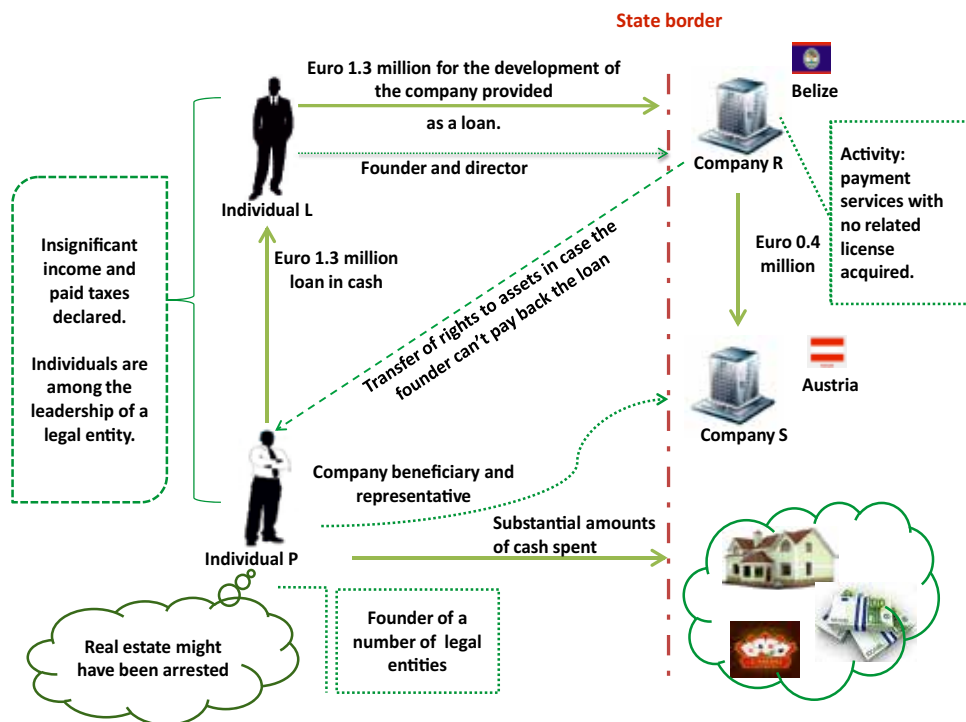 State border
Euro 1.3 million for the development of
the company provided
as a loan.
Belize
Founder and director
Company R
Individual L
Activity:
payment
services with
no related
license
acquired.
Insignificant
income and
paid taxes
declared.
Individuals are
among the
leadership of a
legal entity.
Euro 1.3 million
loan in cash
Euro 0.4
million
Transfer of rights to assets in case the
founder can't pay back the loan
Austria
Company S
Company beneficiary and
representative
Individual P
Substantial amounts
of cash spent
Real estate might
have been arrested
Founder of a
number of legal
entities